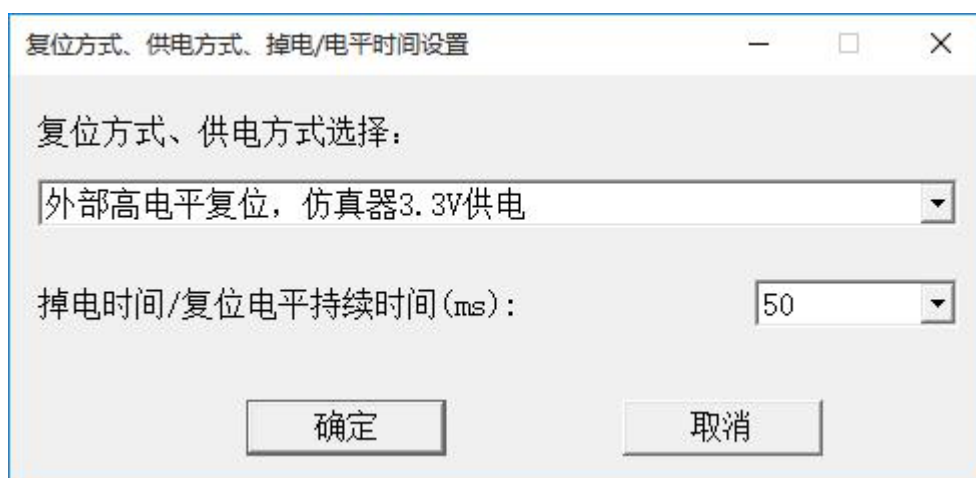 复位方式、供电方式、掉电/电平时间设置
复位方式、供电方式选择：
外部高电平复位，仿真器3.3V供电
掉电时间/复位电平持续时间(ms)： 50
确定 取消